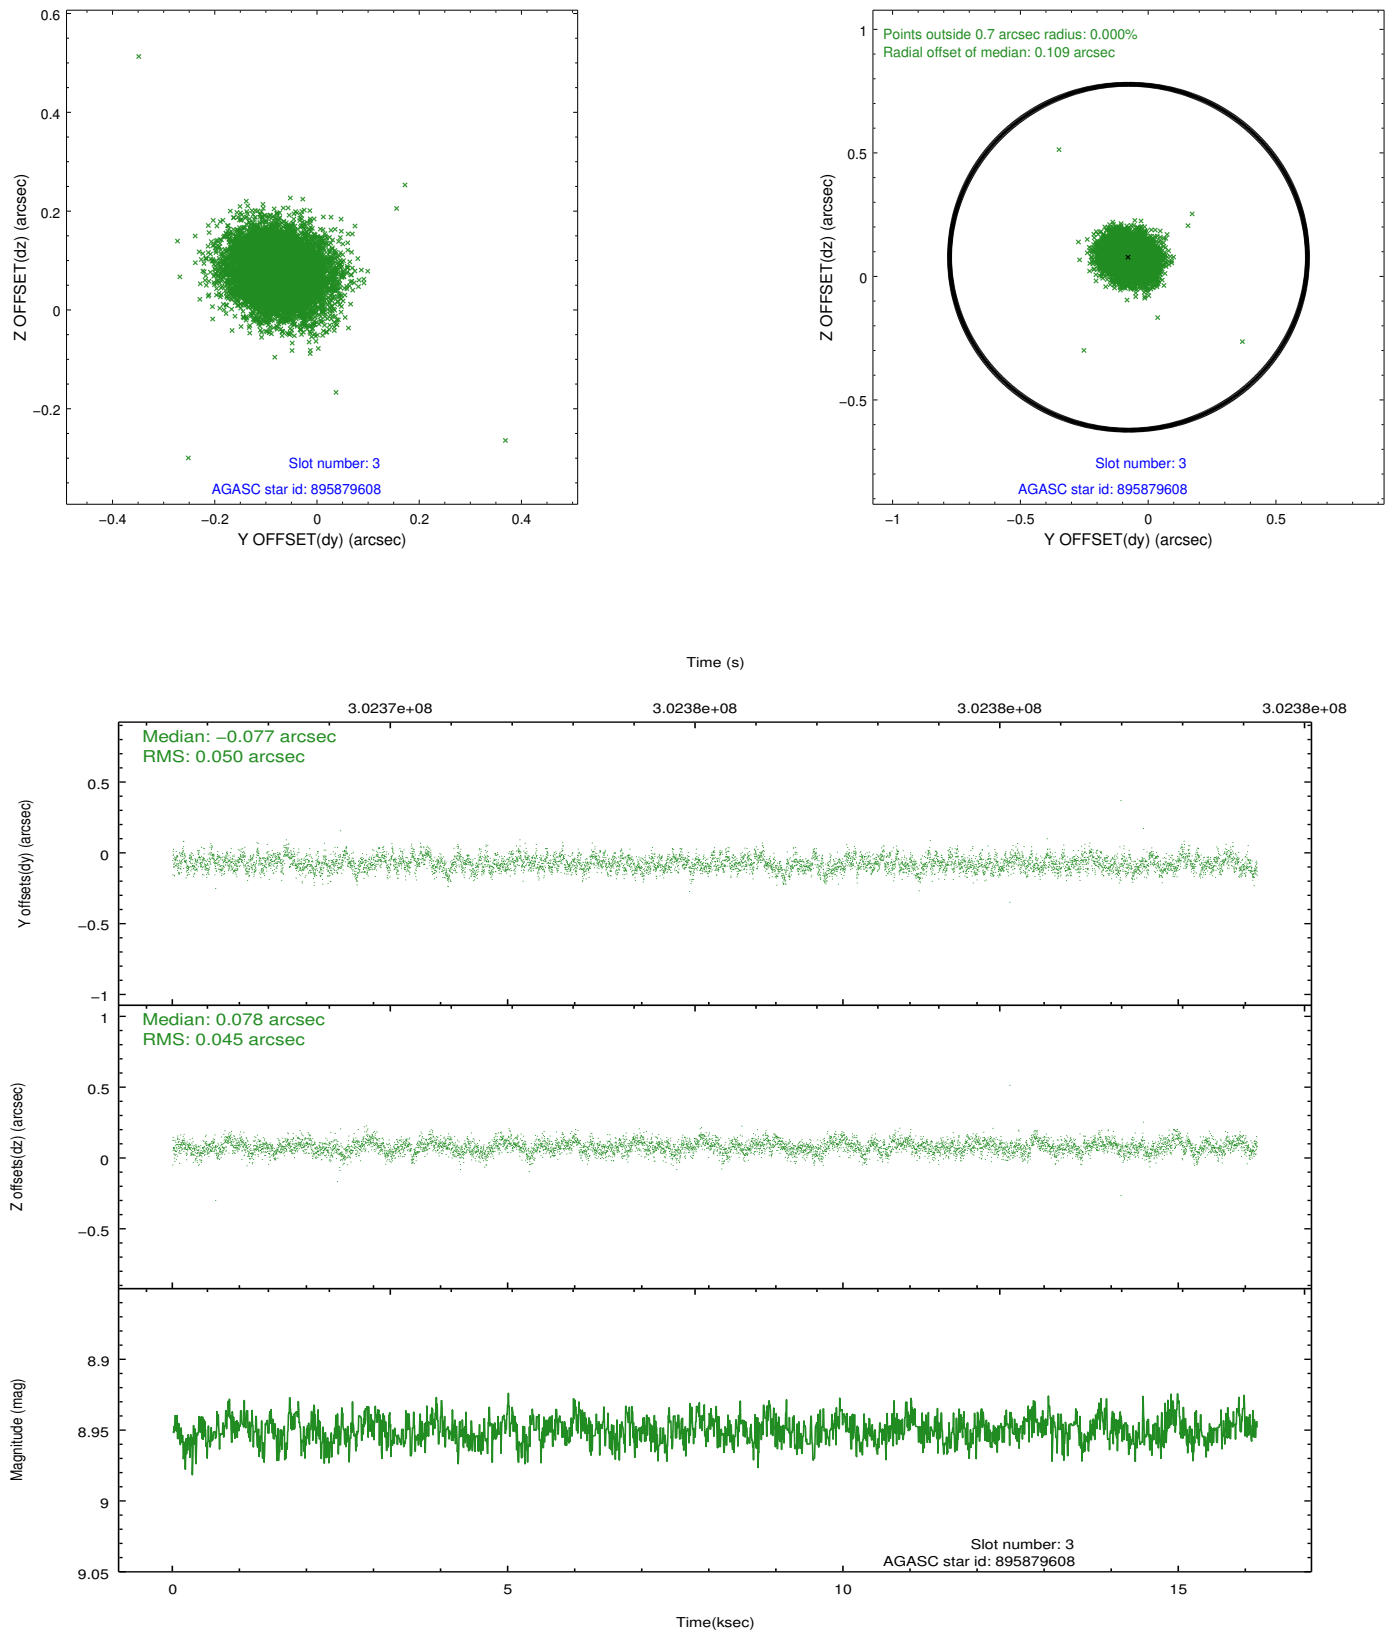 0.6
0.4
0.2
0
−0.2
Z OFFSET(dz) (arcsec)
Slot number: 3
AGASC star id: 895879608
−0.4
−0.2
0
0.2
0.4
Y OFFSET(dy) (arcsec)
Points outside 0.7 arcsec radius: 0.000%
Radial offset of median: 0.109 arcsec
1
0.5
0
−0.5
Z OFFSET(dz) (arcsec)
Slot number: 3
AGASC star id: 895879608
−1
−0.5
0
0.5
Y OFFSET(dy) (arcsec)
Time (s)
3.0237e+08
3.0238e+08
3.0238e+08
3.0238e+08
Median: −0.077 arcsec
RMS: 0.050 arcsec
0.5
0
−0.5
−1
Y offsets(dy) (arcsec)
Median: 0.078 arcsec
RMS: 0.045 arcsec
1
0.5
0
−0.5
Z offsets(dz) (arcsec)
8.9
8.95
9
9.05
Magnitude (mag)
Slot number: 3
AGASC star id: 895879608
0
5
10
15
Time(ksec)